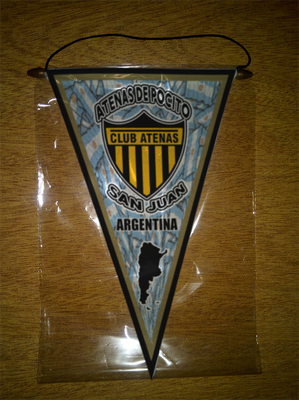 ATENAS DE POCITO
CLUB ATENAS
SAN JUAN
ARGENTINA